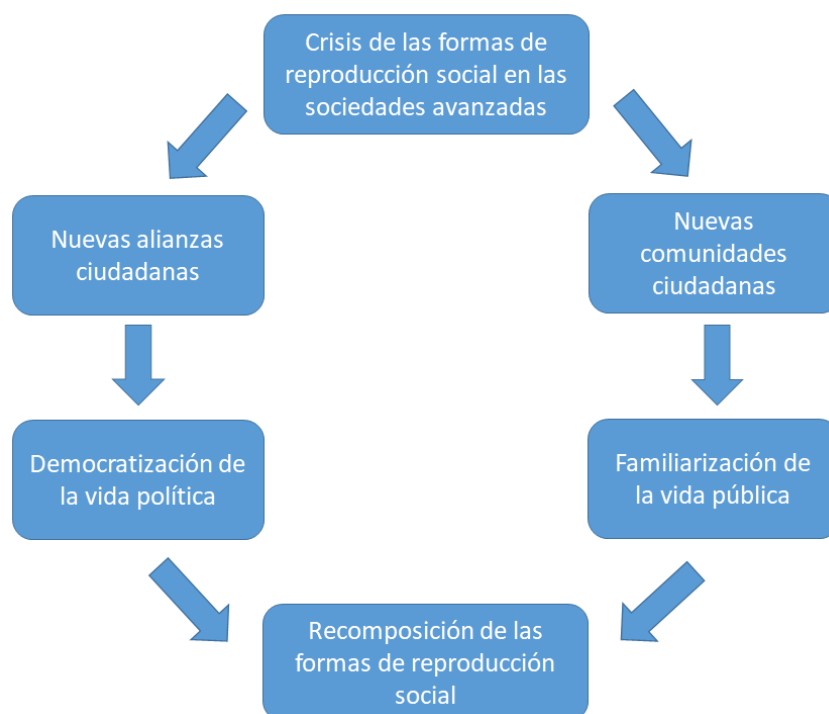 Crisis de las formas de
reproducción social en las
sociedades avanzadas
Nuevas alianzas
ciudadanas
Nuevas
comunidades
ciudadanas
Democratización de
la vida política
Familiarización de
la vida pública
Recomposición de las
formas de reproducción
social